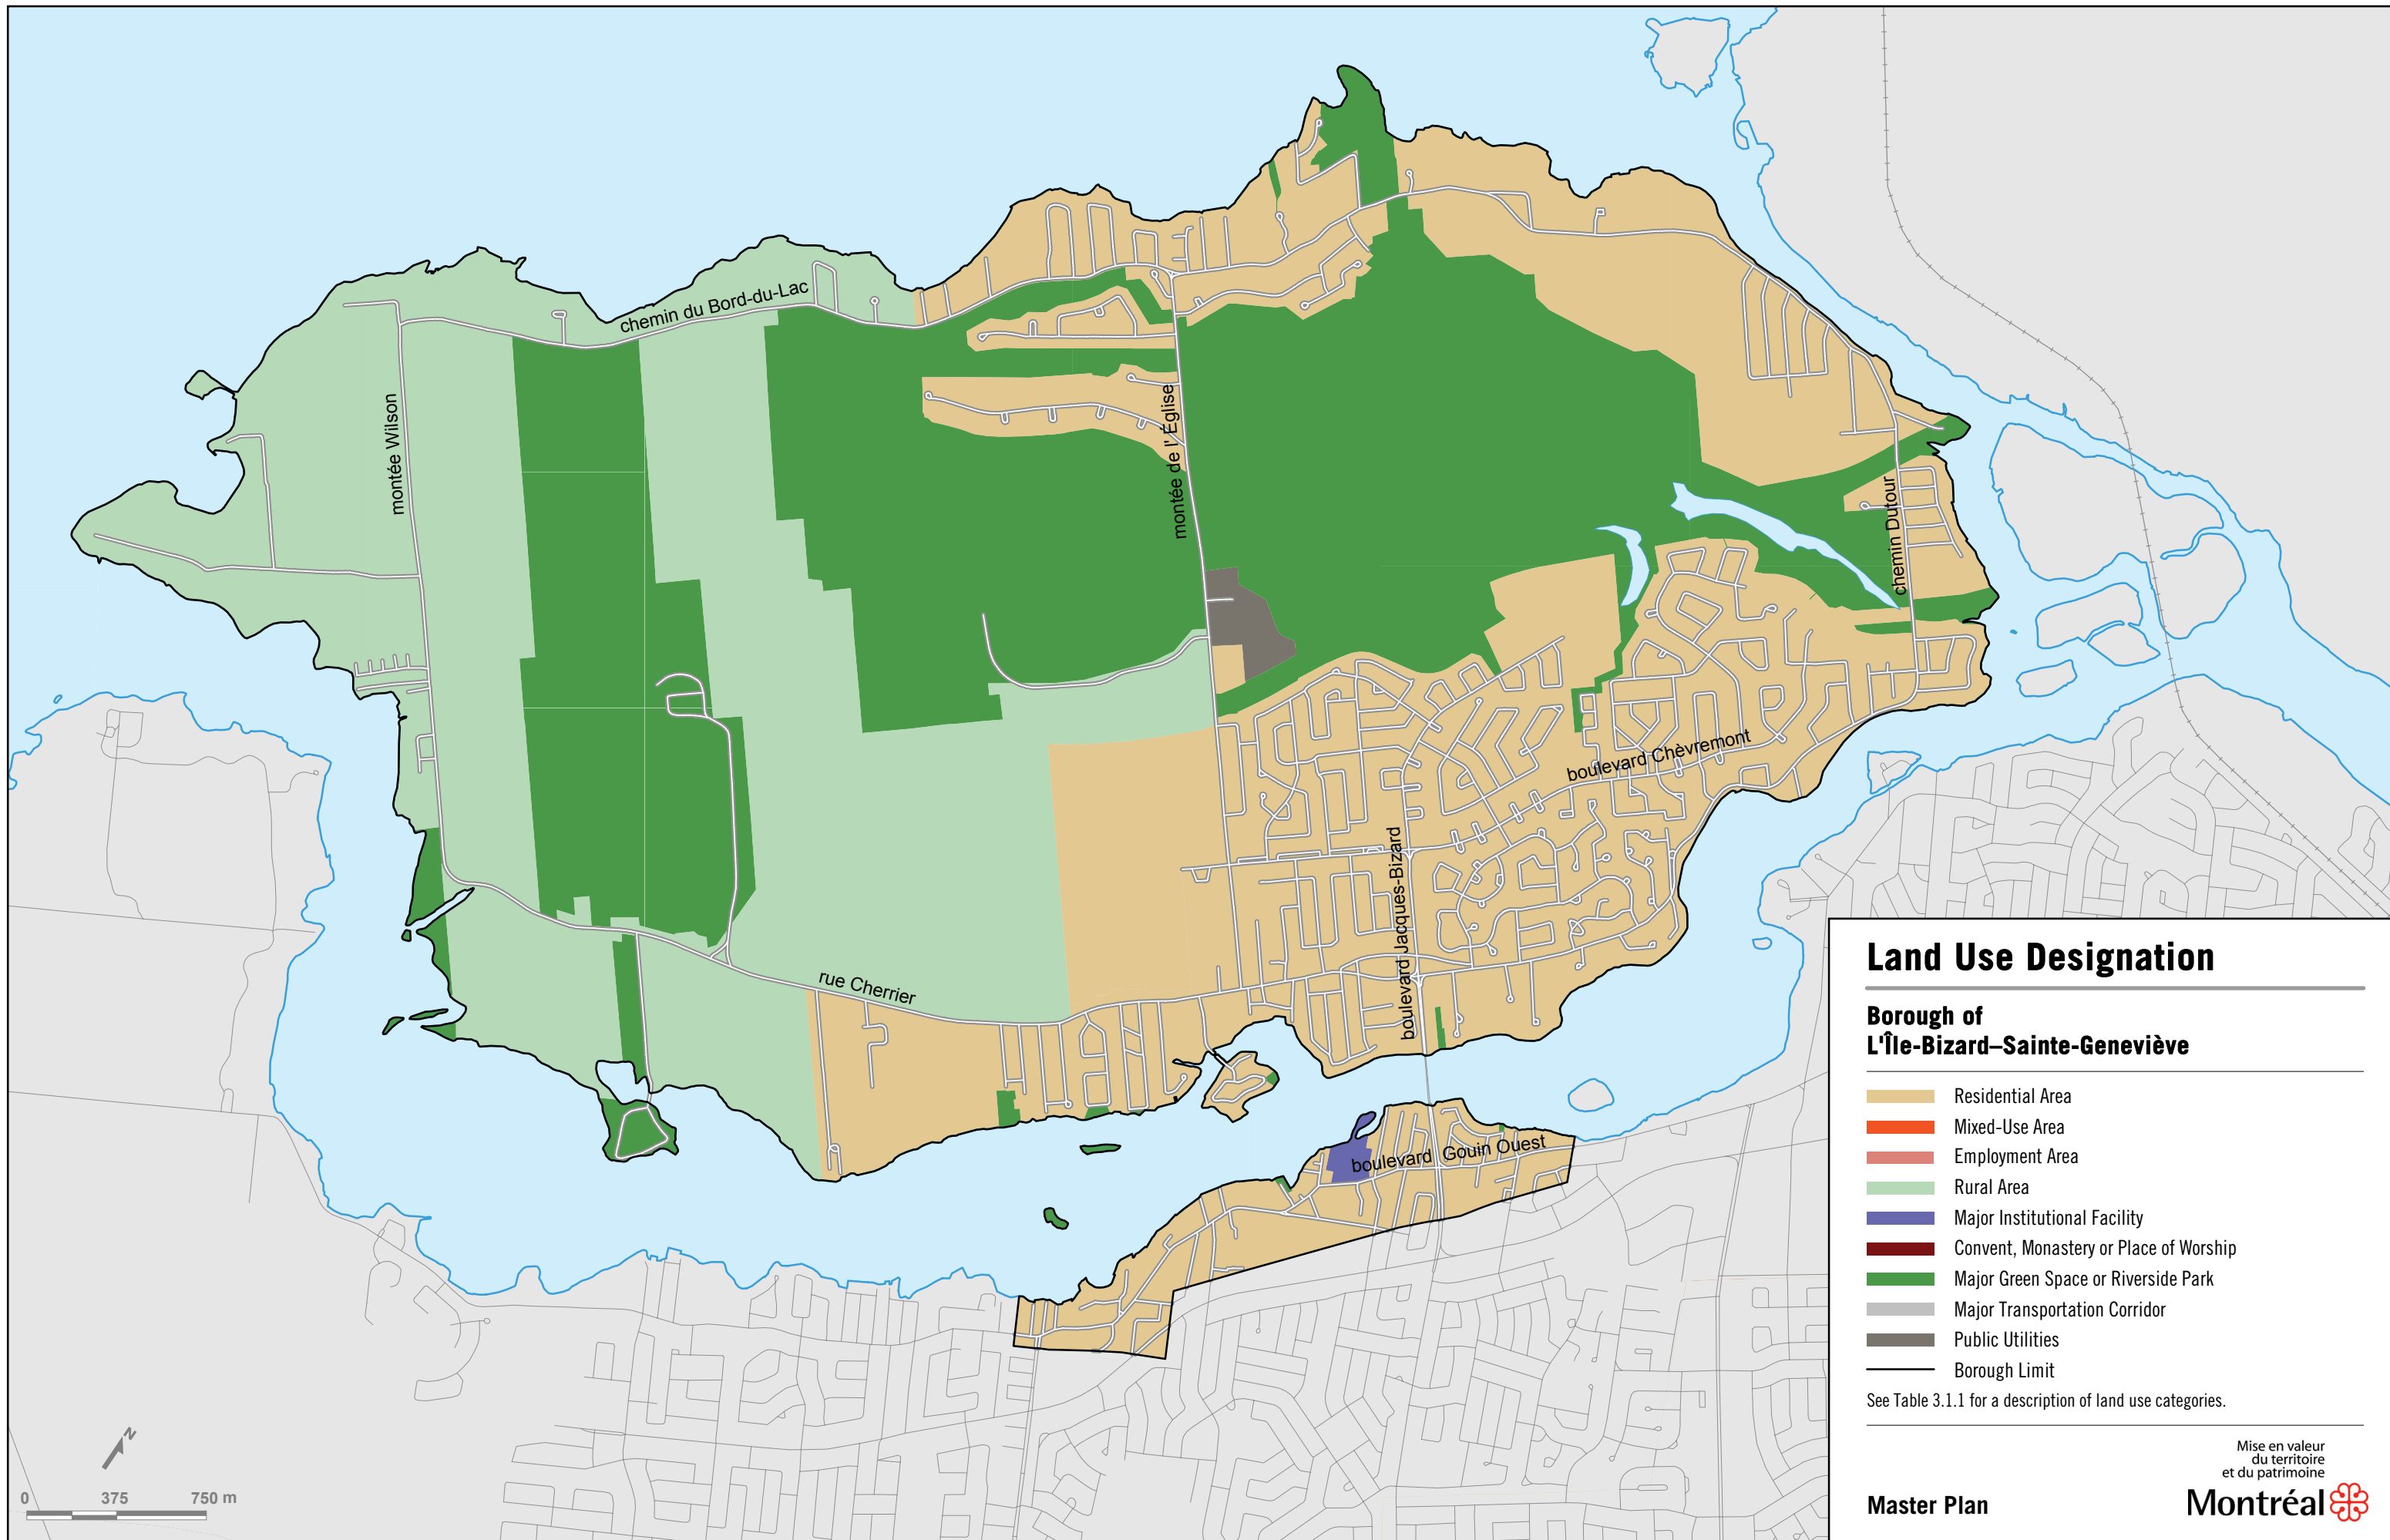 chemin du Bord-du-Lac
montée Wilson
montée de l' Église
chemin Dutour
boulevard Chèvremont
boulevard Jacques-Bizard
rue Cherrier
boulevard Gouin Ouest
N
0 375 750 m
Land Use Designation
Borough of
L'Île-Bizard–Sainte-Geneviève
Residential Area
Mixed-Use Area
Employment Area
Rural Area
Major Institutional Facility
Convent, Monastery or Place of Worship
Major Green Space or Riverside Park
Major Transportation Corridor
Public Utilities
Borough Limit
See Table 3.1.1 for a description of land use categories.
Mise en valeur
du territoire
et du patrimoine
Master Plan
Montréal